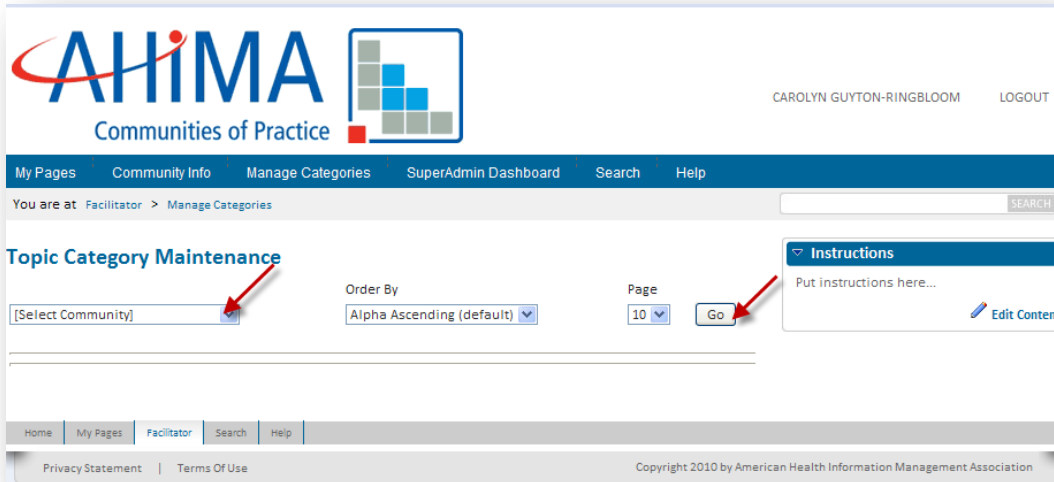 AHiMA
Communities of Practice
CAROLYN GUYTON-RINGBLOOM LOGOUT
My Pages Community Info Manage Categories SuperAdmin Dashboard Search Help
You are at Facilitator > Manage Categories SEARCH
Topic Category Maintenance
Instructions
Put instructions here...
Order By Page
[Select Community] Alpha Ascending (default) 10 Go
Edit Conten
Home My Pages Facilitator Search Help
Privacy Statement | Terms Of Use Copyright 2010 by American Health Information Management Association